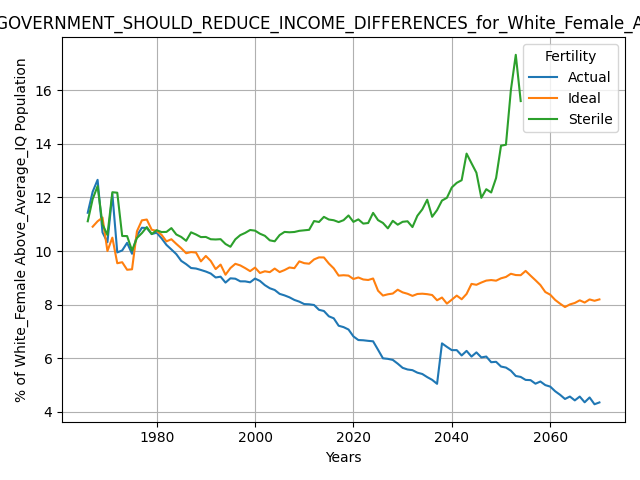 GOVERNMENT_SHOULD_REDUCE_INCOME_DIFFERENCES_for_White_Female_A
% of White_Female Above_Average_IQ Population
16
14
12
10
8
6
4
Fertility
Actual
Ideal
Sterile
1980
2000
2020
2040
2060
Years